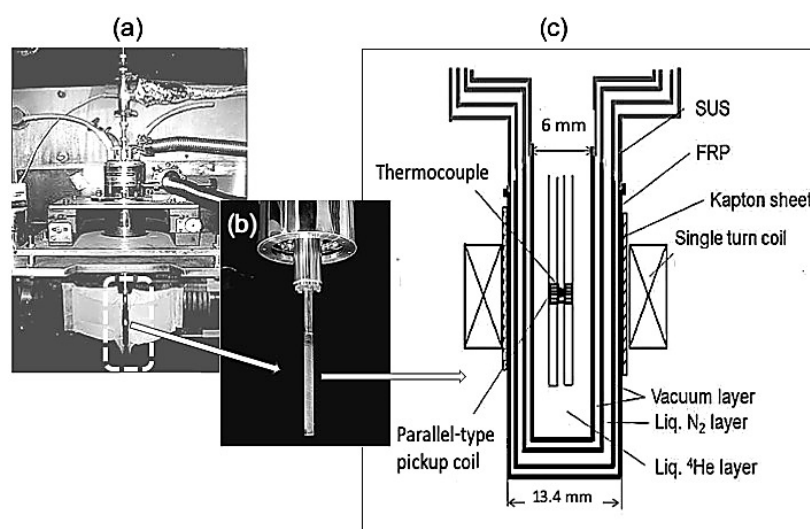 (a)
(c)
(b)
6 mm
SUS
FRP
Thermocouple
Kapton sheet
Single turn coil
Vacuum layer
Liq. N₂ layer
Liq. ⁴He layer
Parallel-type
pickup coil
13.4 mm